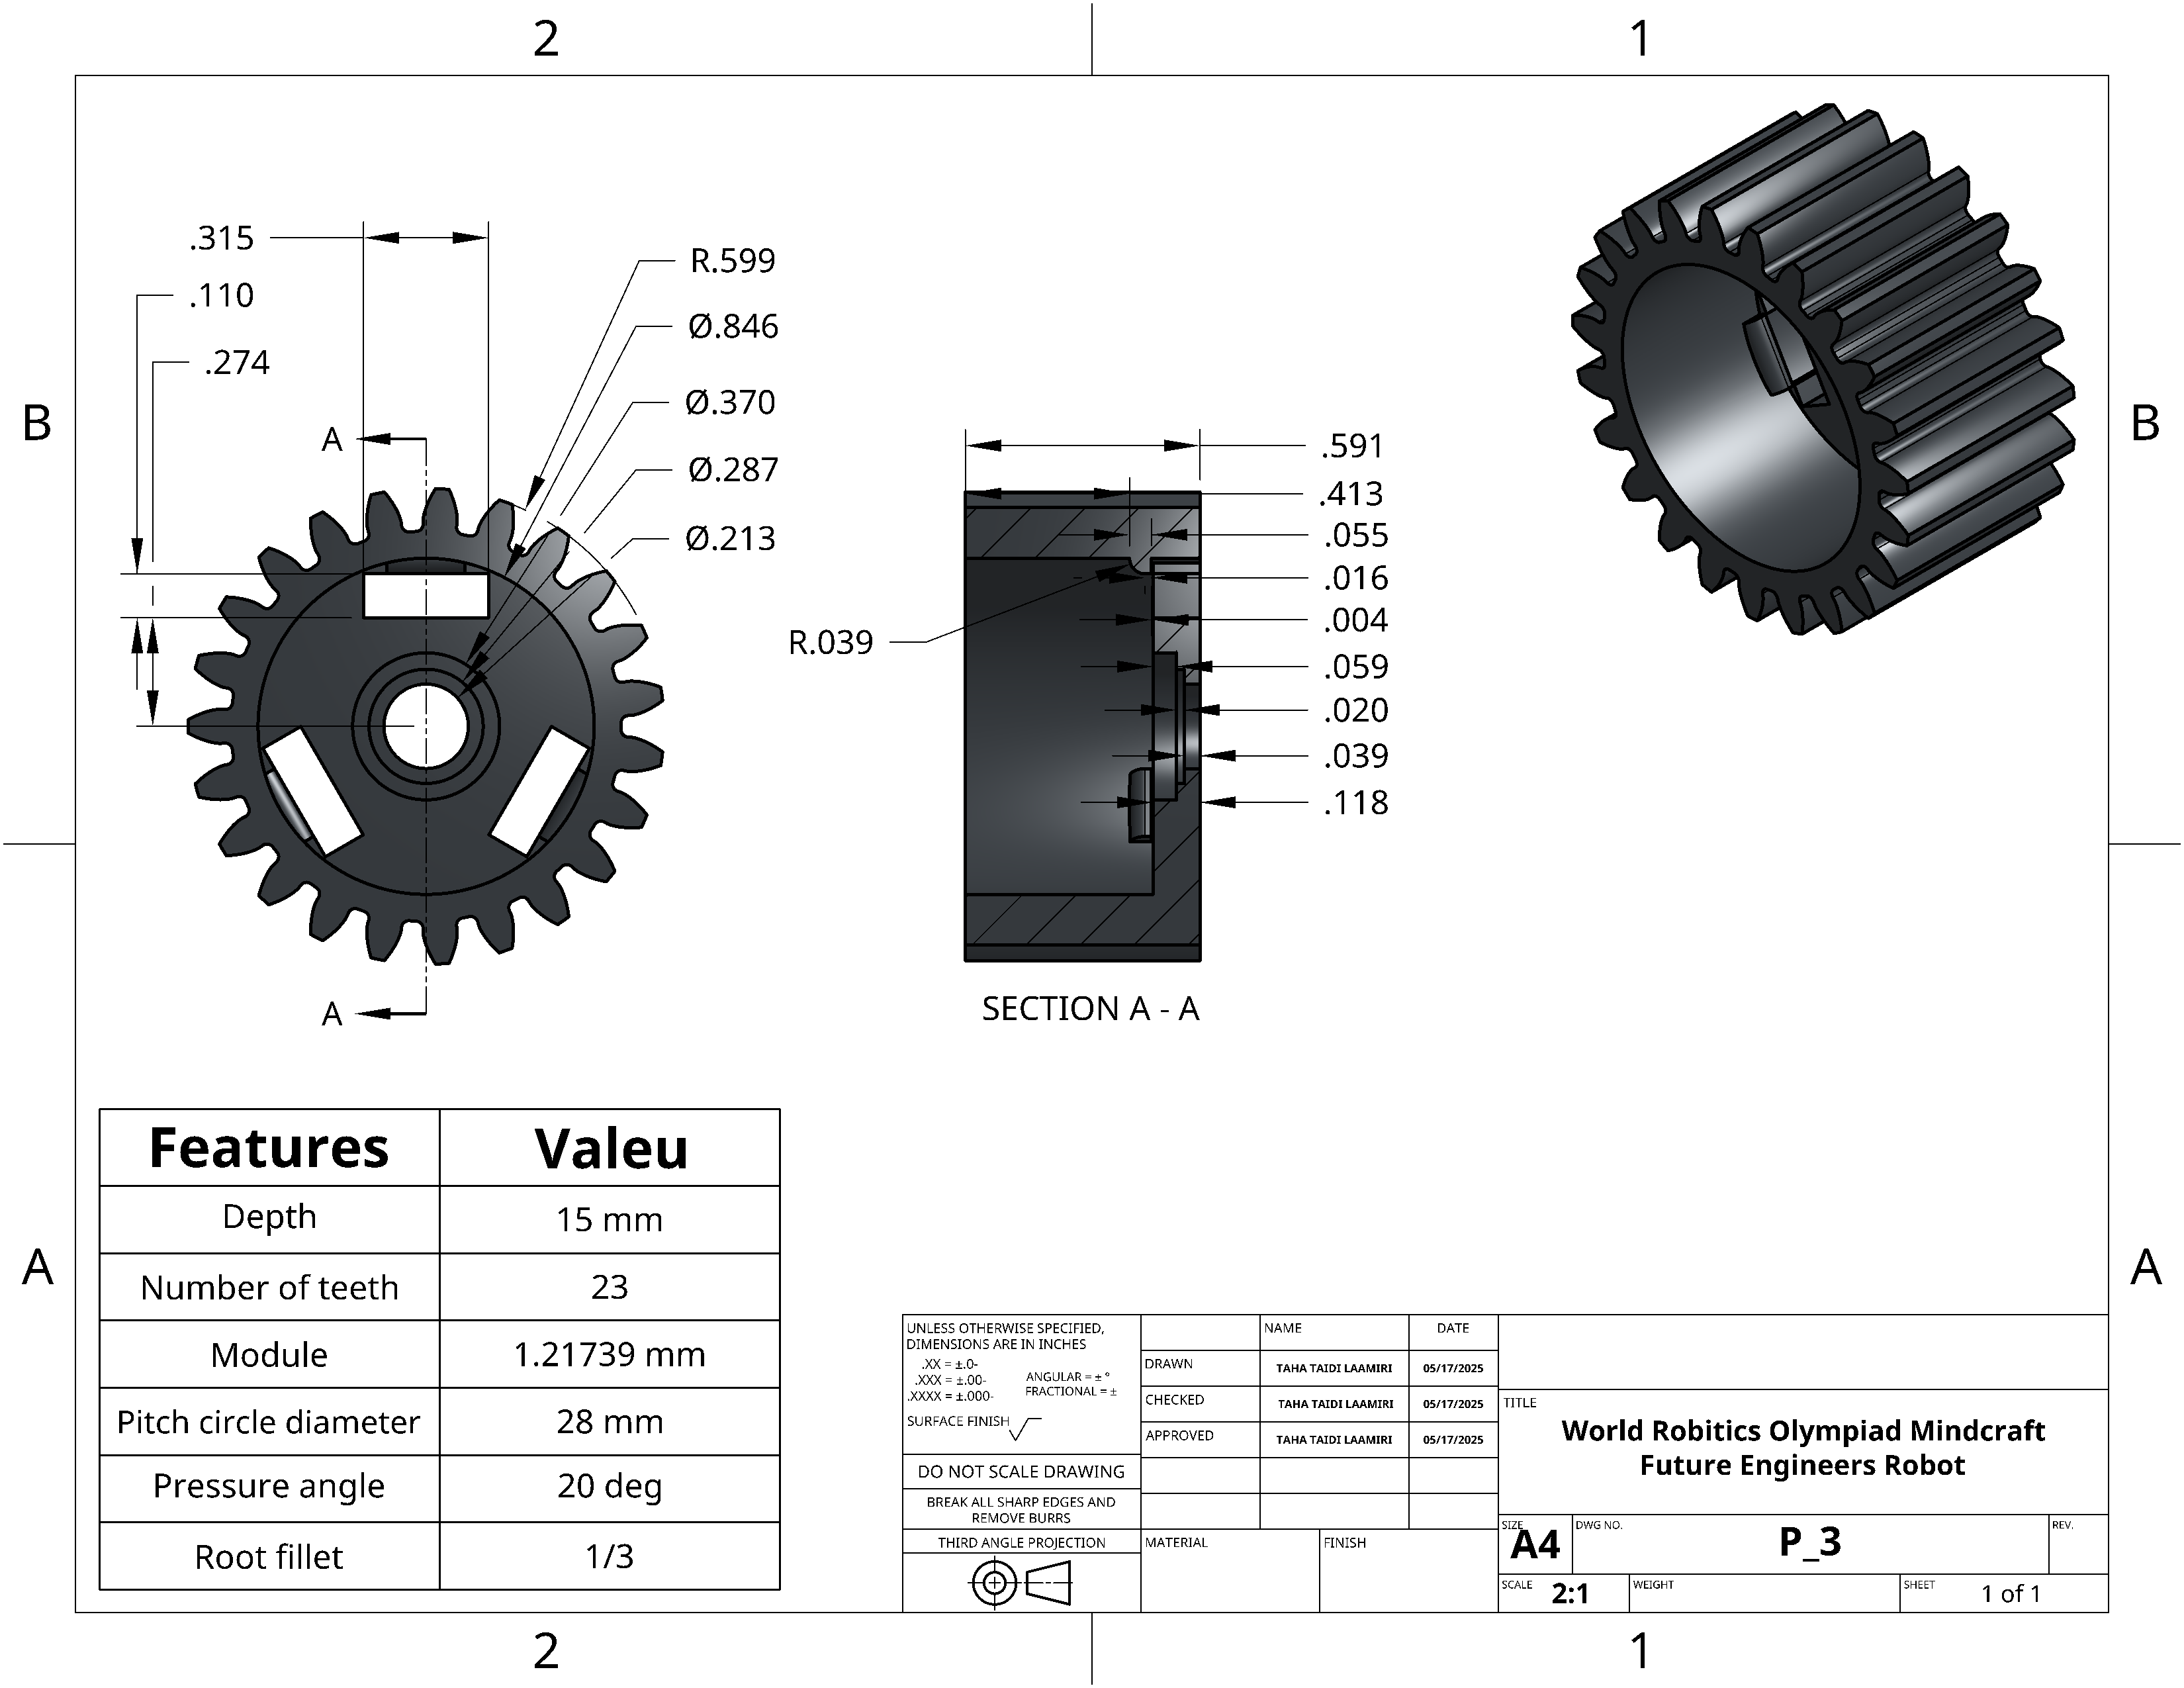 2
1
B
B
A
A
2
1
.315
.110
.274
R.599
Ø.846
Ø.370
Ø.287
Ø.213
A
A
.591
.413
.055
.016
.004
.059
.020
.039
.118
R.039
SECTION A - A
Features Valeu
Depth 15 mm
Number of teeth 23
Module 1.21739 mm
Pitch circle diameter 28 mm
Pressure angle 20 deg
Root fillet 1/3
UNLESS OTHERWISE SPECIFIED,
DIMENSIONS ARE IN INCHES
.XX = ±.0-
.XXX = ±.00-
.XXXX = ±.000-
ANGULAR = ± °
FRACTIONAL = ±
SURFACE FINISH
DO NOT SCALE DRAWING
BREAK ALL SHARP EDGES AND
REMOVE BURRS
THIRD ANGLE PROJECTION
NAME DATE
DRAWN TAHA TAIDI LAAMIRI 05/17/2025
CHECKED TAHA TAIDI LAAMIRI 05/17/2025
APPROVED TAHA TAIDI LAAMIRI 05/17/2025
MATERIAL
FINISH
TITLE
World Robitics Olympiad Mindcraft
Future Engineers Robot
SIZE
A4
DWG NO.
P_3
REV.
SCALE 2:1
WEIGHT
SHEET 1 of 1